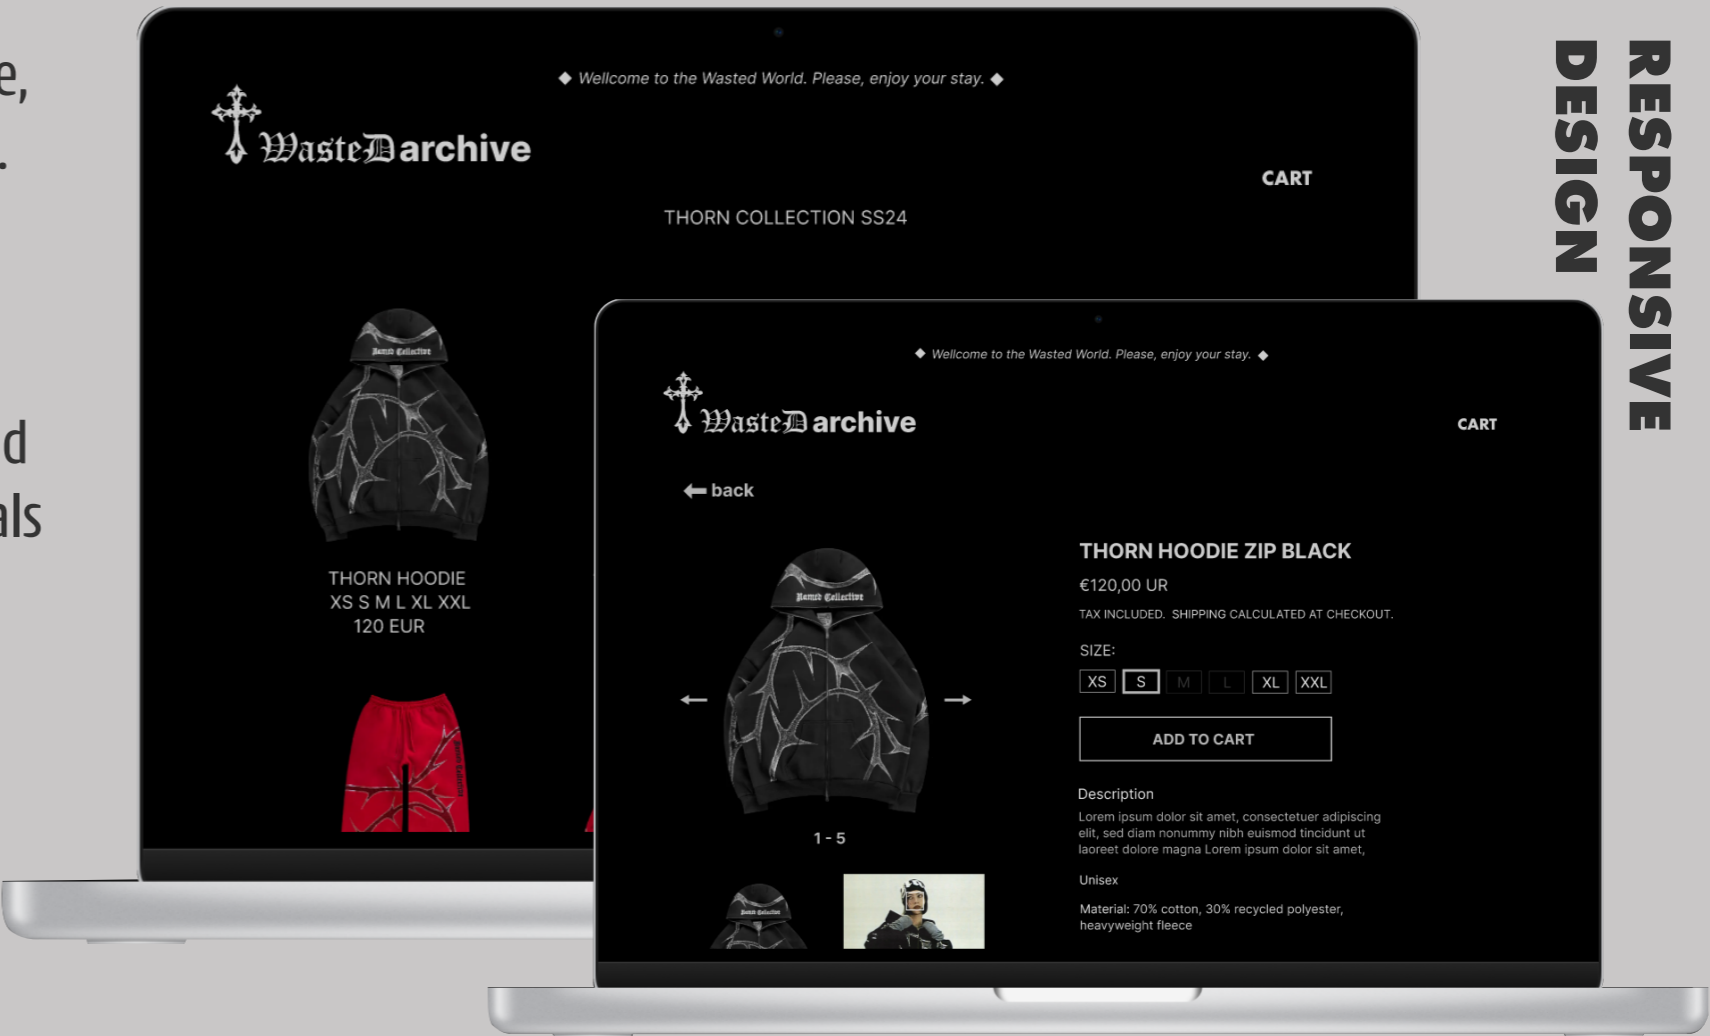 e,
.
d
als
◆ Wellcome to the Wasted World. Please, enjoy your stay. ◆
WasteD archive
CART
THORN COLLECTION SS24
THORN HOODIE
XS S M L XL XXL
120 EUR
◆ Wellcome to the Wasted World. Please, enjoy your stay. ◆
WasteD archive
CART
back
THORN HOODIE ZIP BLACK
€120,00 UR
TAX INCLUDED. SHIPPING CALCULATED AT CHECKOUT.
SIZE:
XS S M L XL XXL
ADD TO CART
1 - 5
Description
Lorem ipsum dolor sit amet, consectetuer adipiscing
elit, sed diam nonummy nibh euismod tincidunt ut
laoreet dolore magna Lorem ipsum dolor sit amet,
Unisex
Material: 70% cotton, 30% recycled polyester,
heavyweight fleece
RESPONSIVE
DESIGN